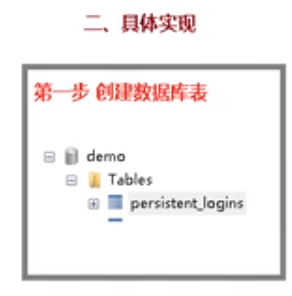 二、具体实现
第一步 创建数据库表
demo
Tables
persistent_logins